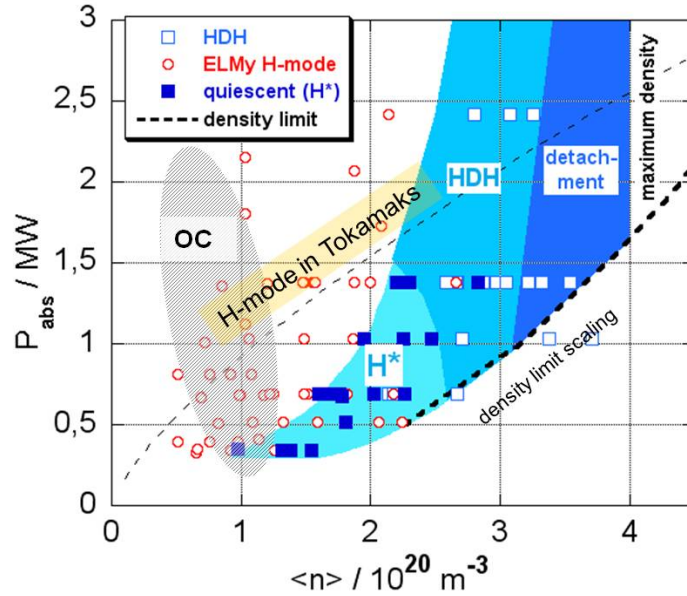 HDH
ELMy H-mode
quiescent (H*)
density limit
3
2,5
2
1,5
1
0,5
0
P_abs / MW
OC
H-mode in Tokamaks
HDH
detach-
ment
maximum density
H*
density limit scaling
0
1
2
3
4
<n> / 10^20 m^-3